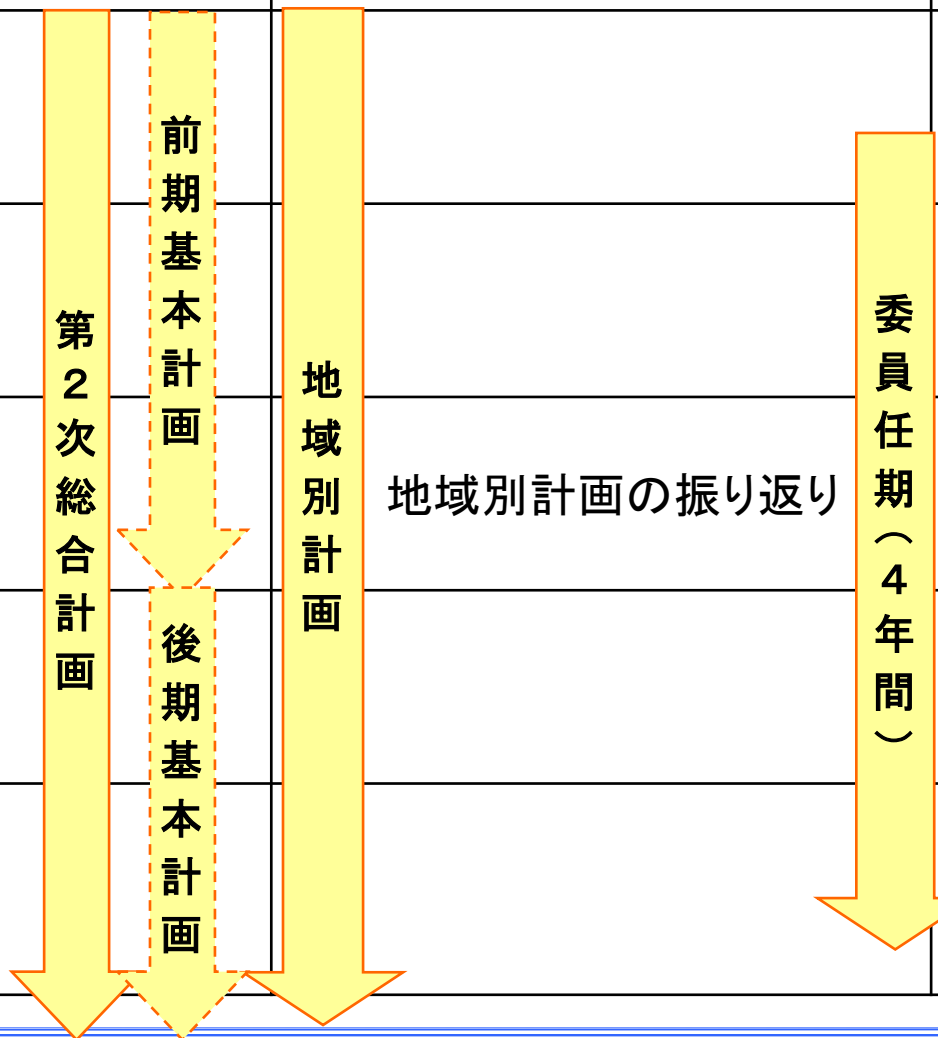 第２次総合計画
前期基本計画
後期基本計画
地域別計画
地域別計画の振り返り
委員任期（４年間）